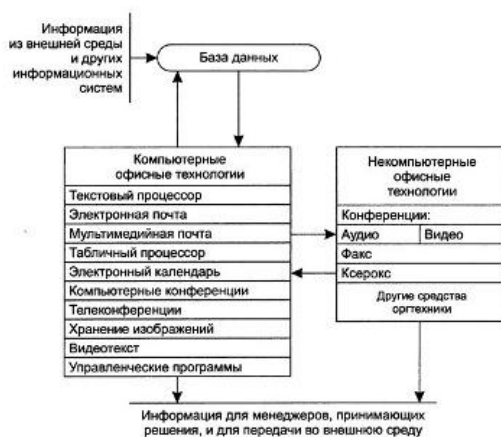 Информация
из внешней среды
и других
информационных
систем
База данных
Компьютерные
офисные технологии
Текстовый процессор
Электронная почта
Мультимедийная почта
Табличный процессор
Электронный календарь
Компьютерные конференции
Телеконференции
Хранение изображений
Видеотекст
Управленческие программы
Некомпьютерные
офисные
технологии
Конференции:
Аудио Видео
Факс
Ксерокс
Другие средства
оргтехники
Информация для менеджеров, принимающих
решения, и для передачи во внешнюю среду